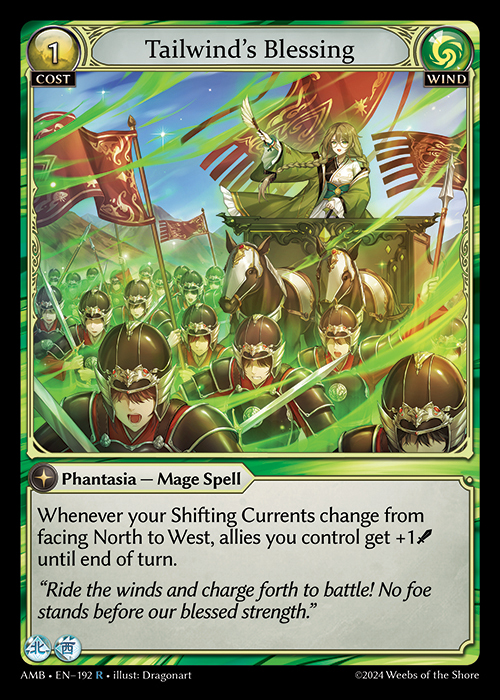 1
COST
Tailwind's Blessing
WIND
Phantasia — Mage Spell
Whenever your Shifting Currents change from
facing North to West, allies you control get +1
until end of turn.
“Ride the winds and charge forth to battle! No foe
stands before our blessed strength.”
北 西
AMB • EN–192 R • illust: Dragonart
©2024 Weebs of the Shore